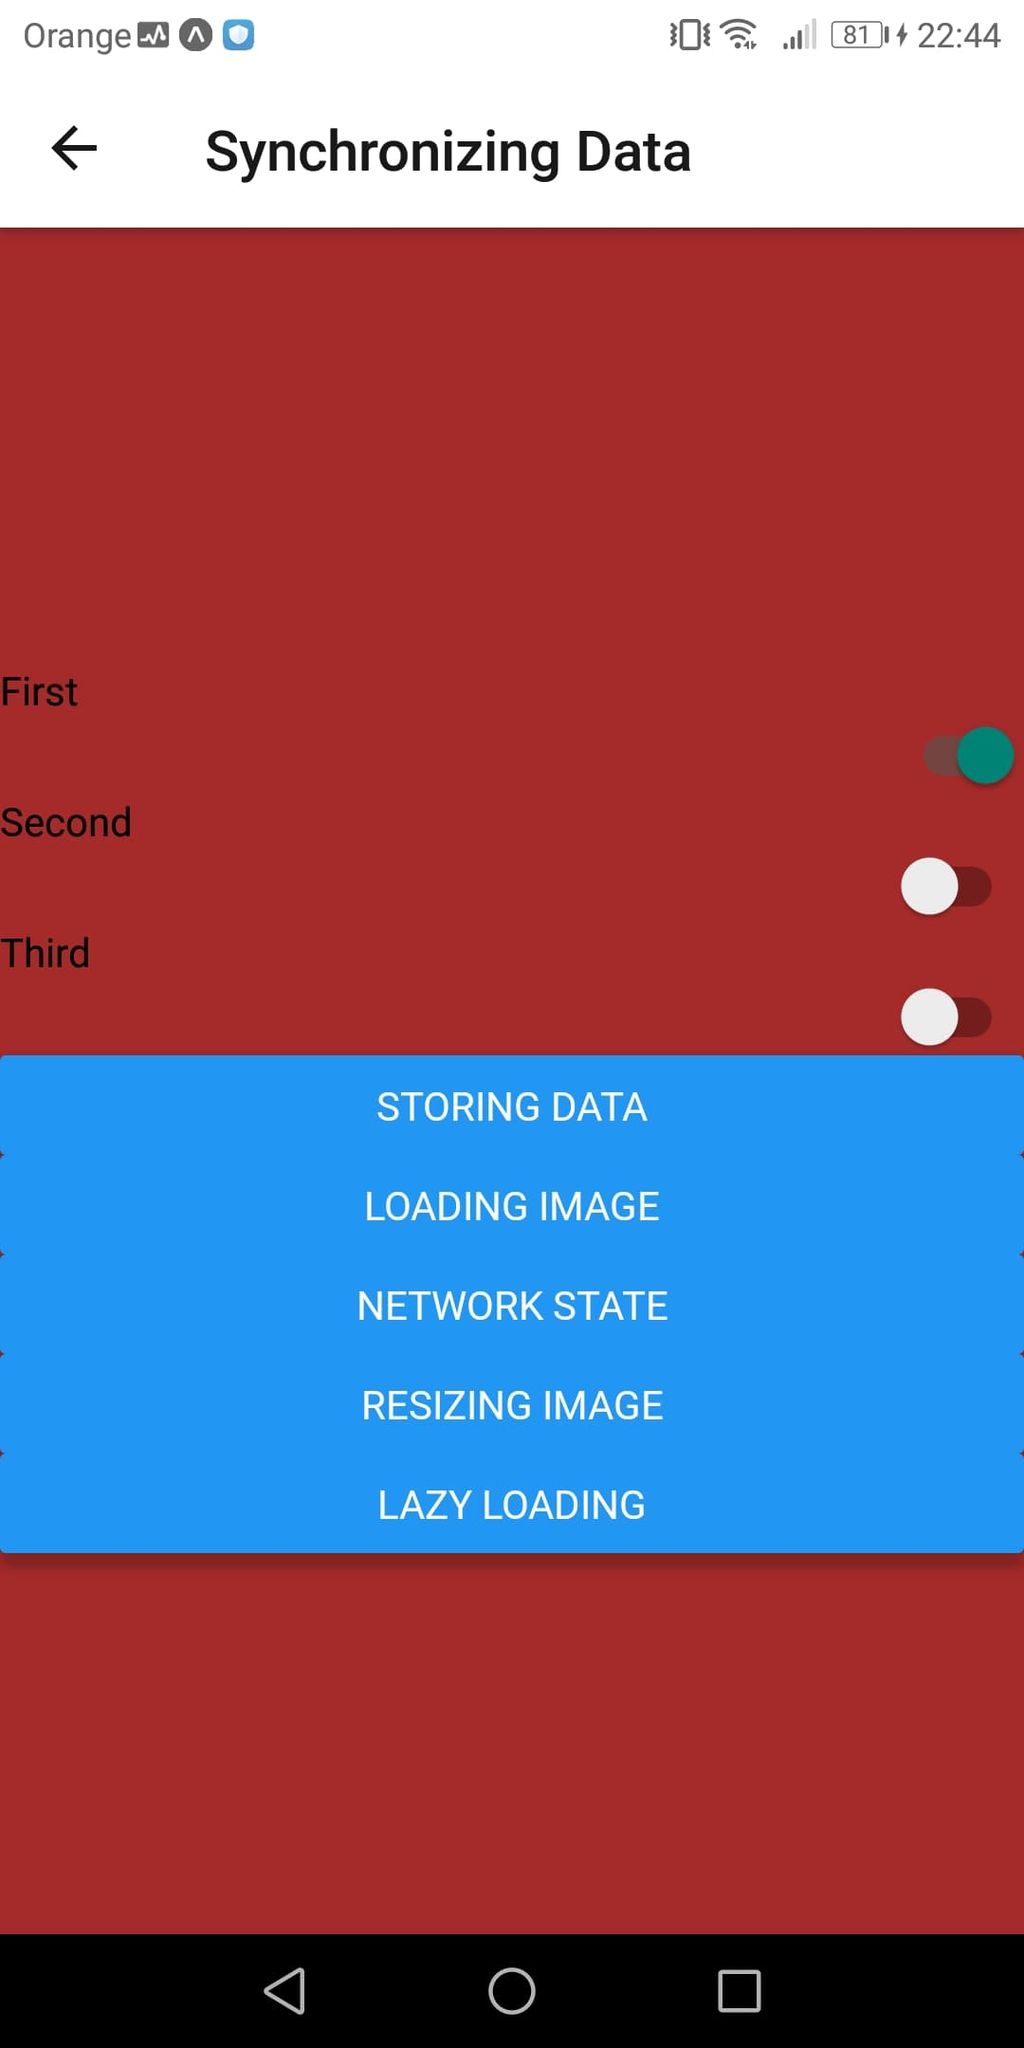 Orange 81 22:44
Synchronizing Data
First
Second
Third
STORING DATA
LOADING IMAGE
NETWORK STATE
RESIZING IMAGE
LAZY LOADING